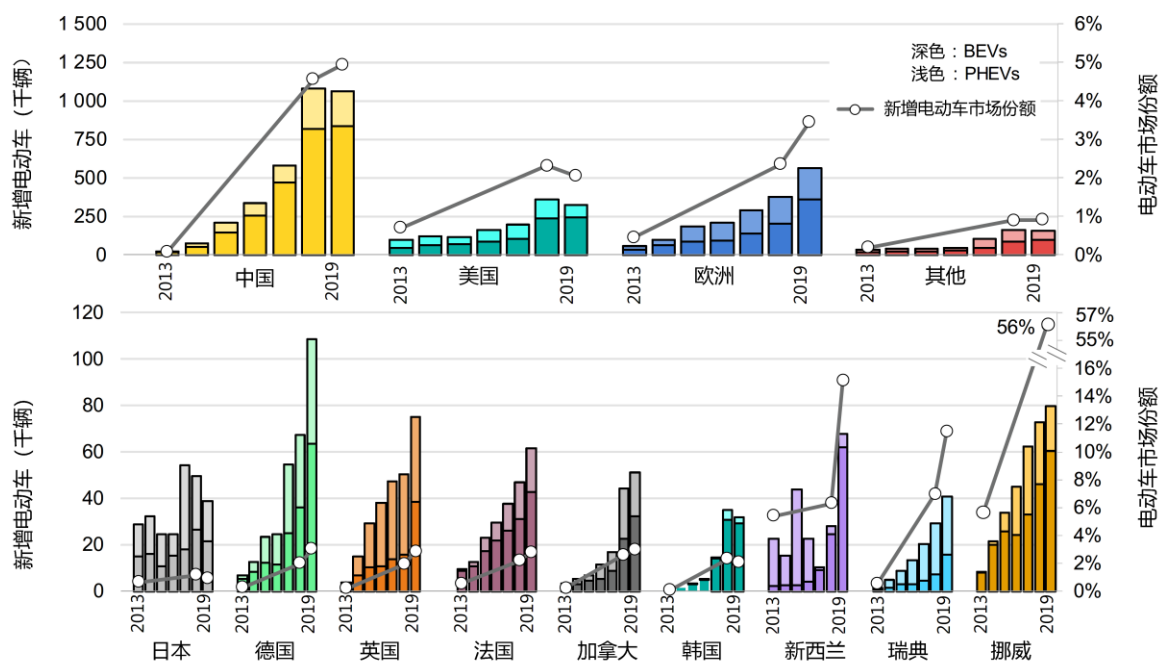 新增电动车（千辆）
1 500
1 250
1 000
750
500
250
0
6%
5%
4%
3%
2%
1%
0%
电动车市场份额
深色：BEVs
浅色：PHEVs
新增电动车市场份额
2013
中国
2019
2013
美国
2019
2013
欧洲
2019
2013
其他
2019
新增电动车（千辆）
120
100
80
60
40
20
0
56%
57%
55%
16%
14%
12%
10%
8%
6%
4%
2%
0%
电动车市场份额
2013
2019
日本
2013
2019
德国
2013
2019
英国
2013
2019
法国
2013
2019
加拿大
2013
2019
韩国
2013
2019
新西兰
2013
2019
瑞典
2013
2019
挪威